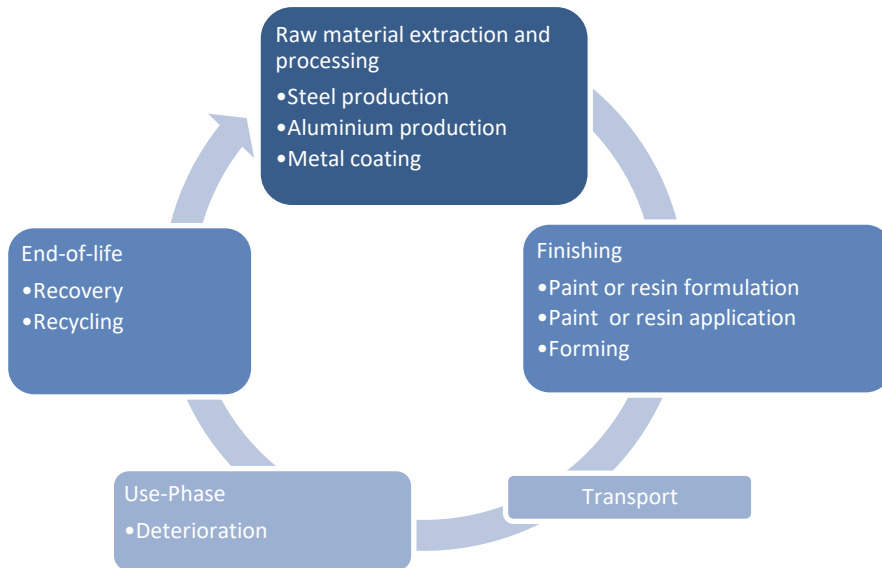 Raw material extraction and
processing
•Steel production
•Aluminium production
•Metal coating
Finishing
•Paint or resin formulation
•Paint  or resin application
•Forming
Transport
Use-Phase
•Deterioration
End-of-life
•Recovery
•Recycling